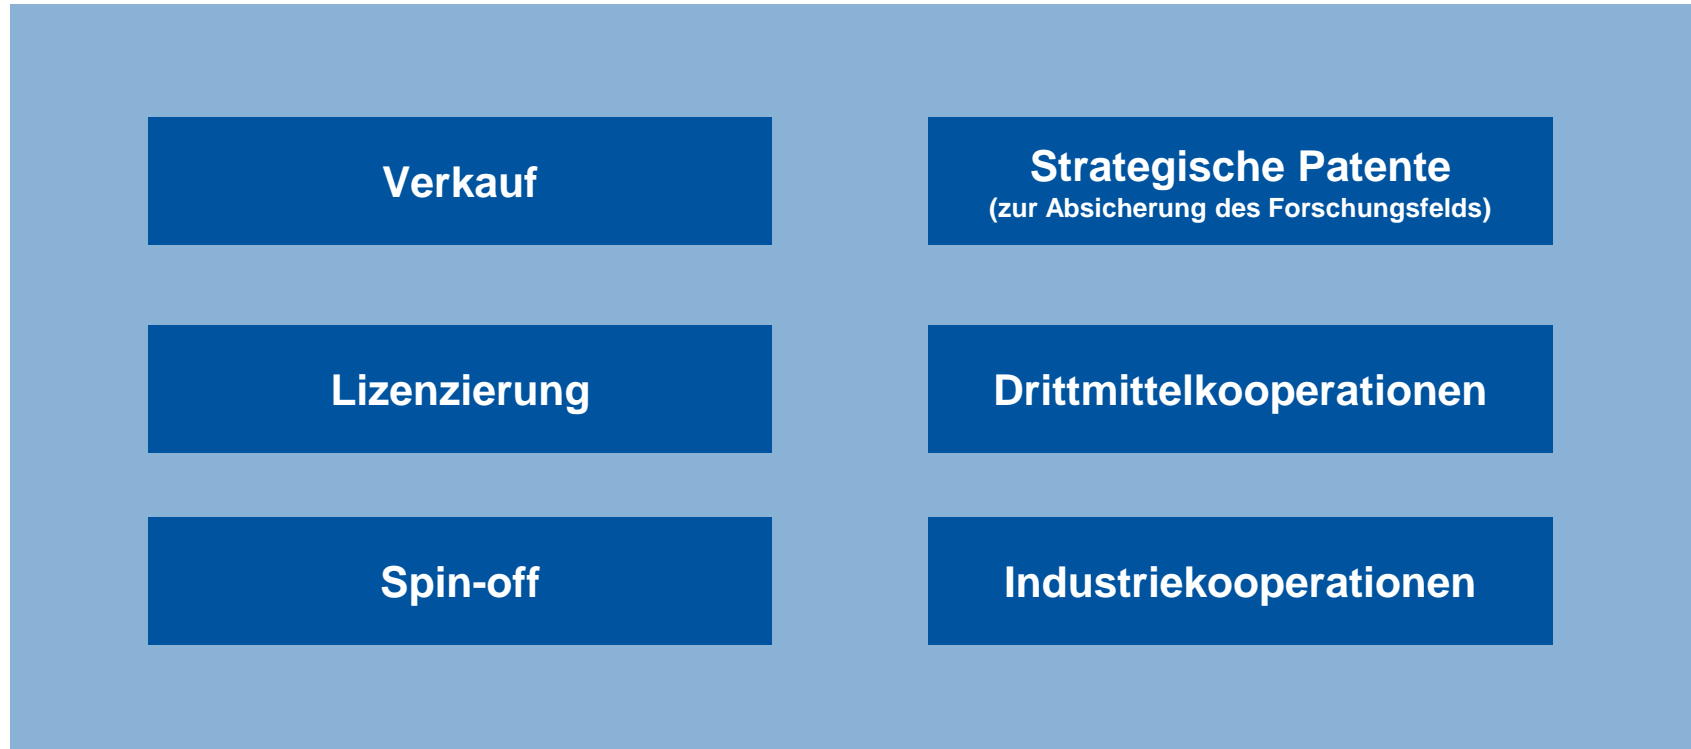 Verkauf
Strategische Patente
(zur Absicherung des Forschungsfelds)
Lizenzierung
Drittmittelkooperationen
Spin-off
Industriekooperationen